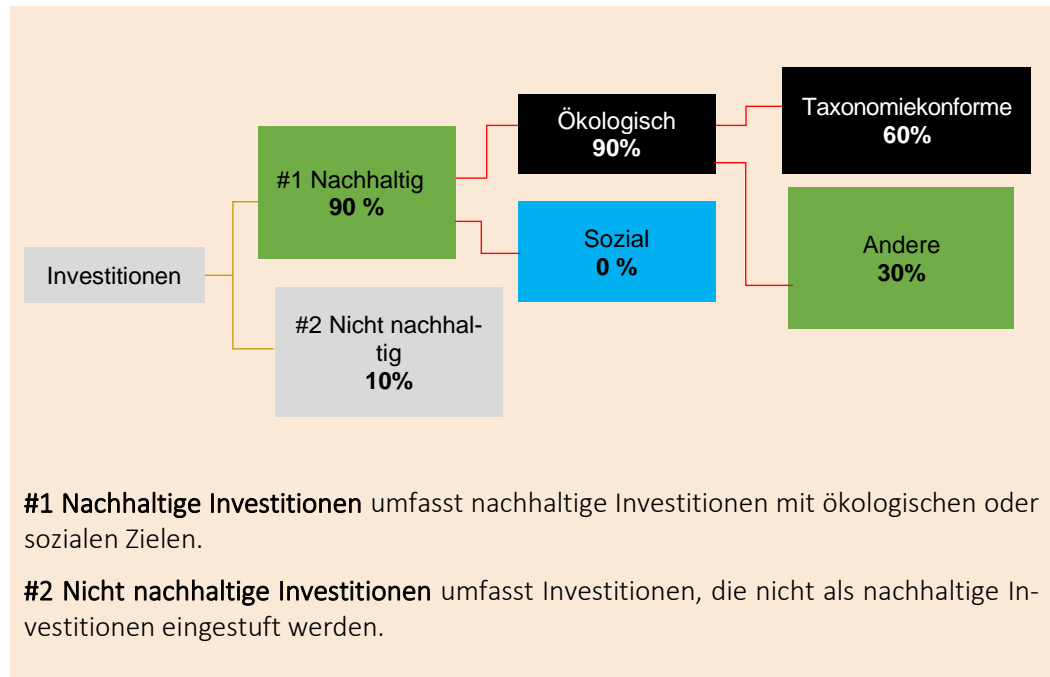 Investitionen
#1 Nachhaltig
90 %
#2 Nicht nachhal-
tig
10%
Ökologisch
90%
Sozial
0 %
Taxonomiekonforme
60%
Andere
30%
#1 Nachhaltige Investitionen umfasst nachhaltige Investitionen mit ökologischen oder
sozialen Zielen.
#2 Nicht nachhaltige Investitionen umfasst Investitionen, die nicht als nachhaltige In-
vestitionen eingestuft werden.